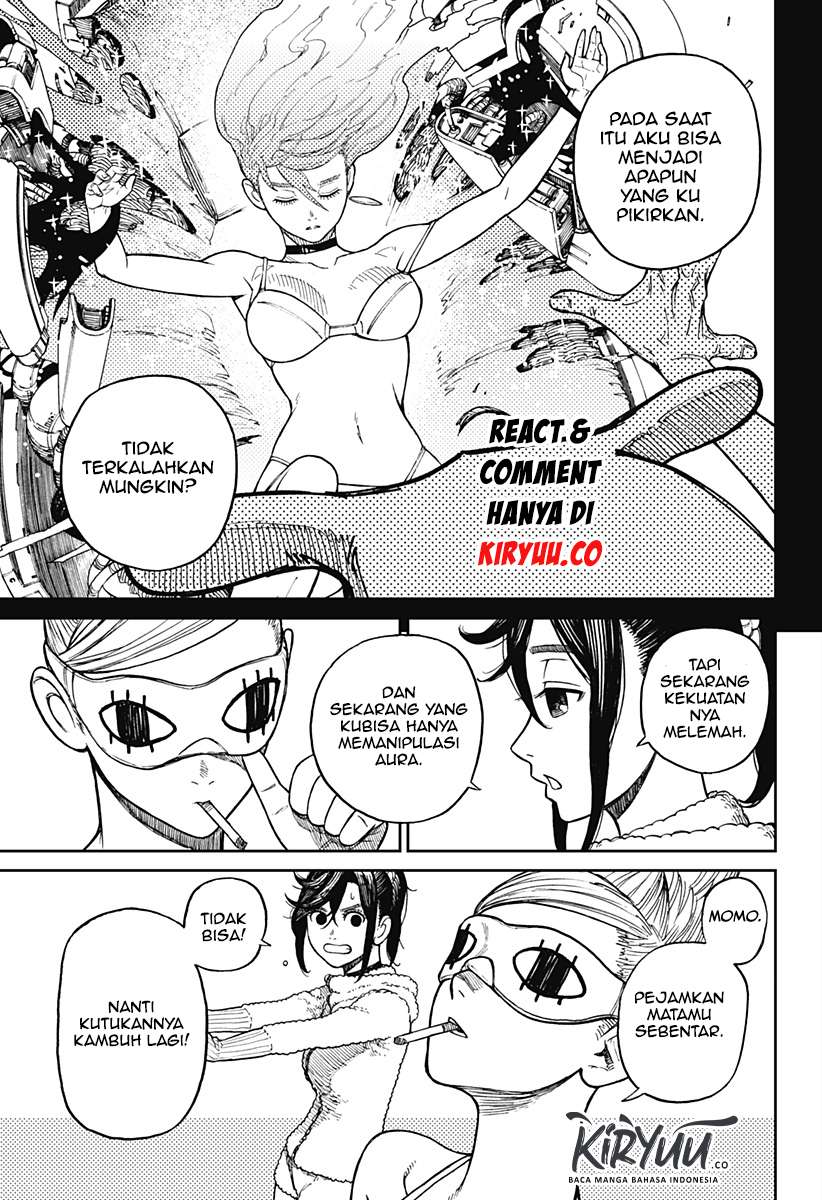 PADA SAAT
ITU AKU BISA
MENJADI
APAPUN
YANG KU
PIKIRKAN.
TIDAK
TERKALAHKAN
MUNGKIN?
REACT.&
COMMENT
HANYA DI
KIRYUU.CO
TAPI
SEKARANG
KEKUATAN
NYA
MELEMAH.
DAN
SEKARANG YANG
KUBISA HANYA
MEMANIPULASI
AURA.
MOMO.
PEJAMKAN
MATAMU
SEBENTAR.
TIDAK
BISA!
NANTI
KUTUKANNYA
KAMBUH LAGI!
KIRYUU.CO
BACA MANGA BAHASA INDONESIA